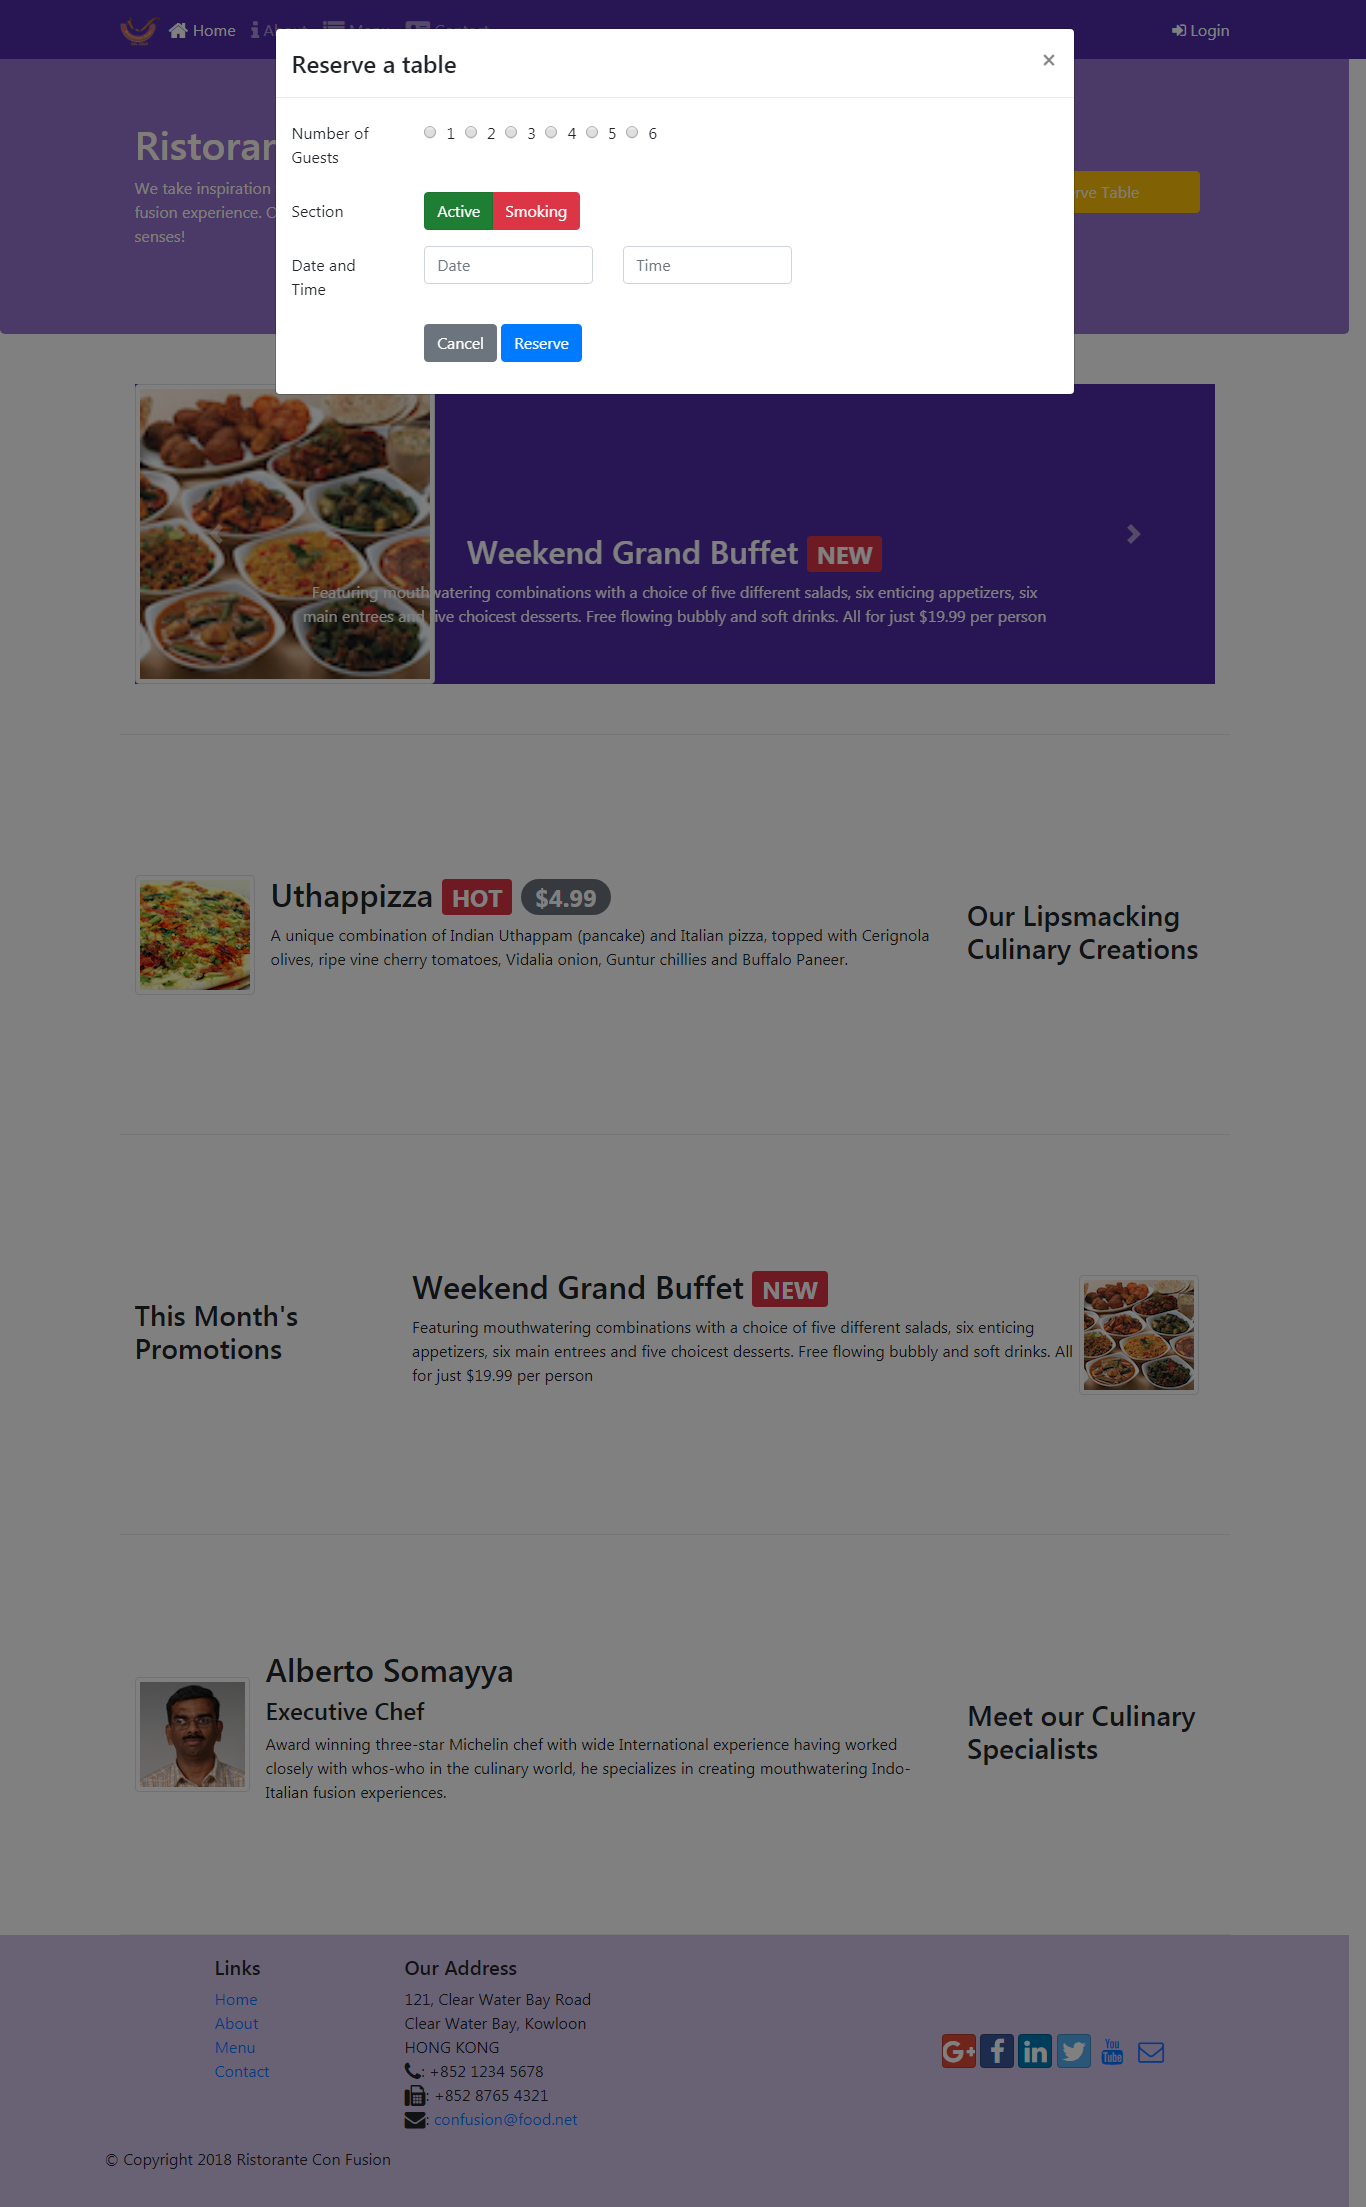 Home
Login
Reserve a table
×
Number of
Guests
1 2 3 4 5 6
Ristorar
We take inspiration
fusion experience.
senses!
rve Table
Section
Active Smoking
Date and
Time
Date
Time
Cancel Reserve
Weekend Grand Buffet NEW
Featuring mouthwatering combinations with a choice of five different salads, six enticing appetizers, six
main entrees and five choicest desserts. Free flowing bubbly and soft drinks. All for just $19.99 per person
Uthappizza HOT $4.99
A unique combination of Indian Uthappam (pancake) and Italian pizza, topped with Cerignola
olives, ripe vine cherry tomatoes, Vidalia onion, Guntur chillies and Buffalo Paneer.
Our Lipsmacking
Culinary Creations
This Month's
Promotions
Weekend Grand Buffet NEW
Featuring mouthwatering combinations with a choice of five different salads, six enticing
appetizers, six main entrees and five choicest desserts. Free flowing bubbly and soft drinks. All
for just $19.99 per person
Alberto Somayya
Executive Chef
Award winning three-star Michelin chef with wide International experience having worked
closely with whos-who in the culinary world, he specializes in creating mouthwatering Indo-
Italian fusion experiences.
Meet our Culinary
Specialists
Links
Home
About
Menu
Contact
Our Address
121, Clear Water Bay Road
Clear Water Bay, Kowloon
HONG KONG
: +852 1234 5678
: +852 8765 4321
: confusion@food.net
G+ f in You Tube
© Copyright 2018 Ristorante Con Fusion